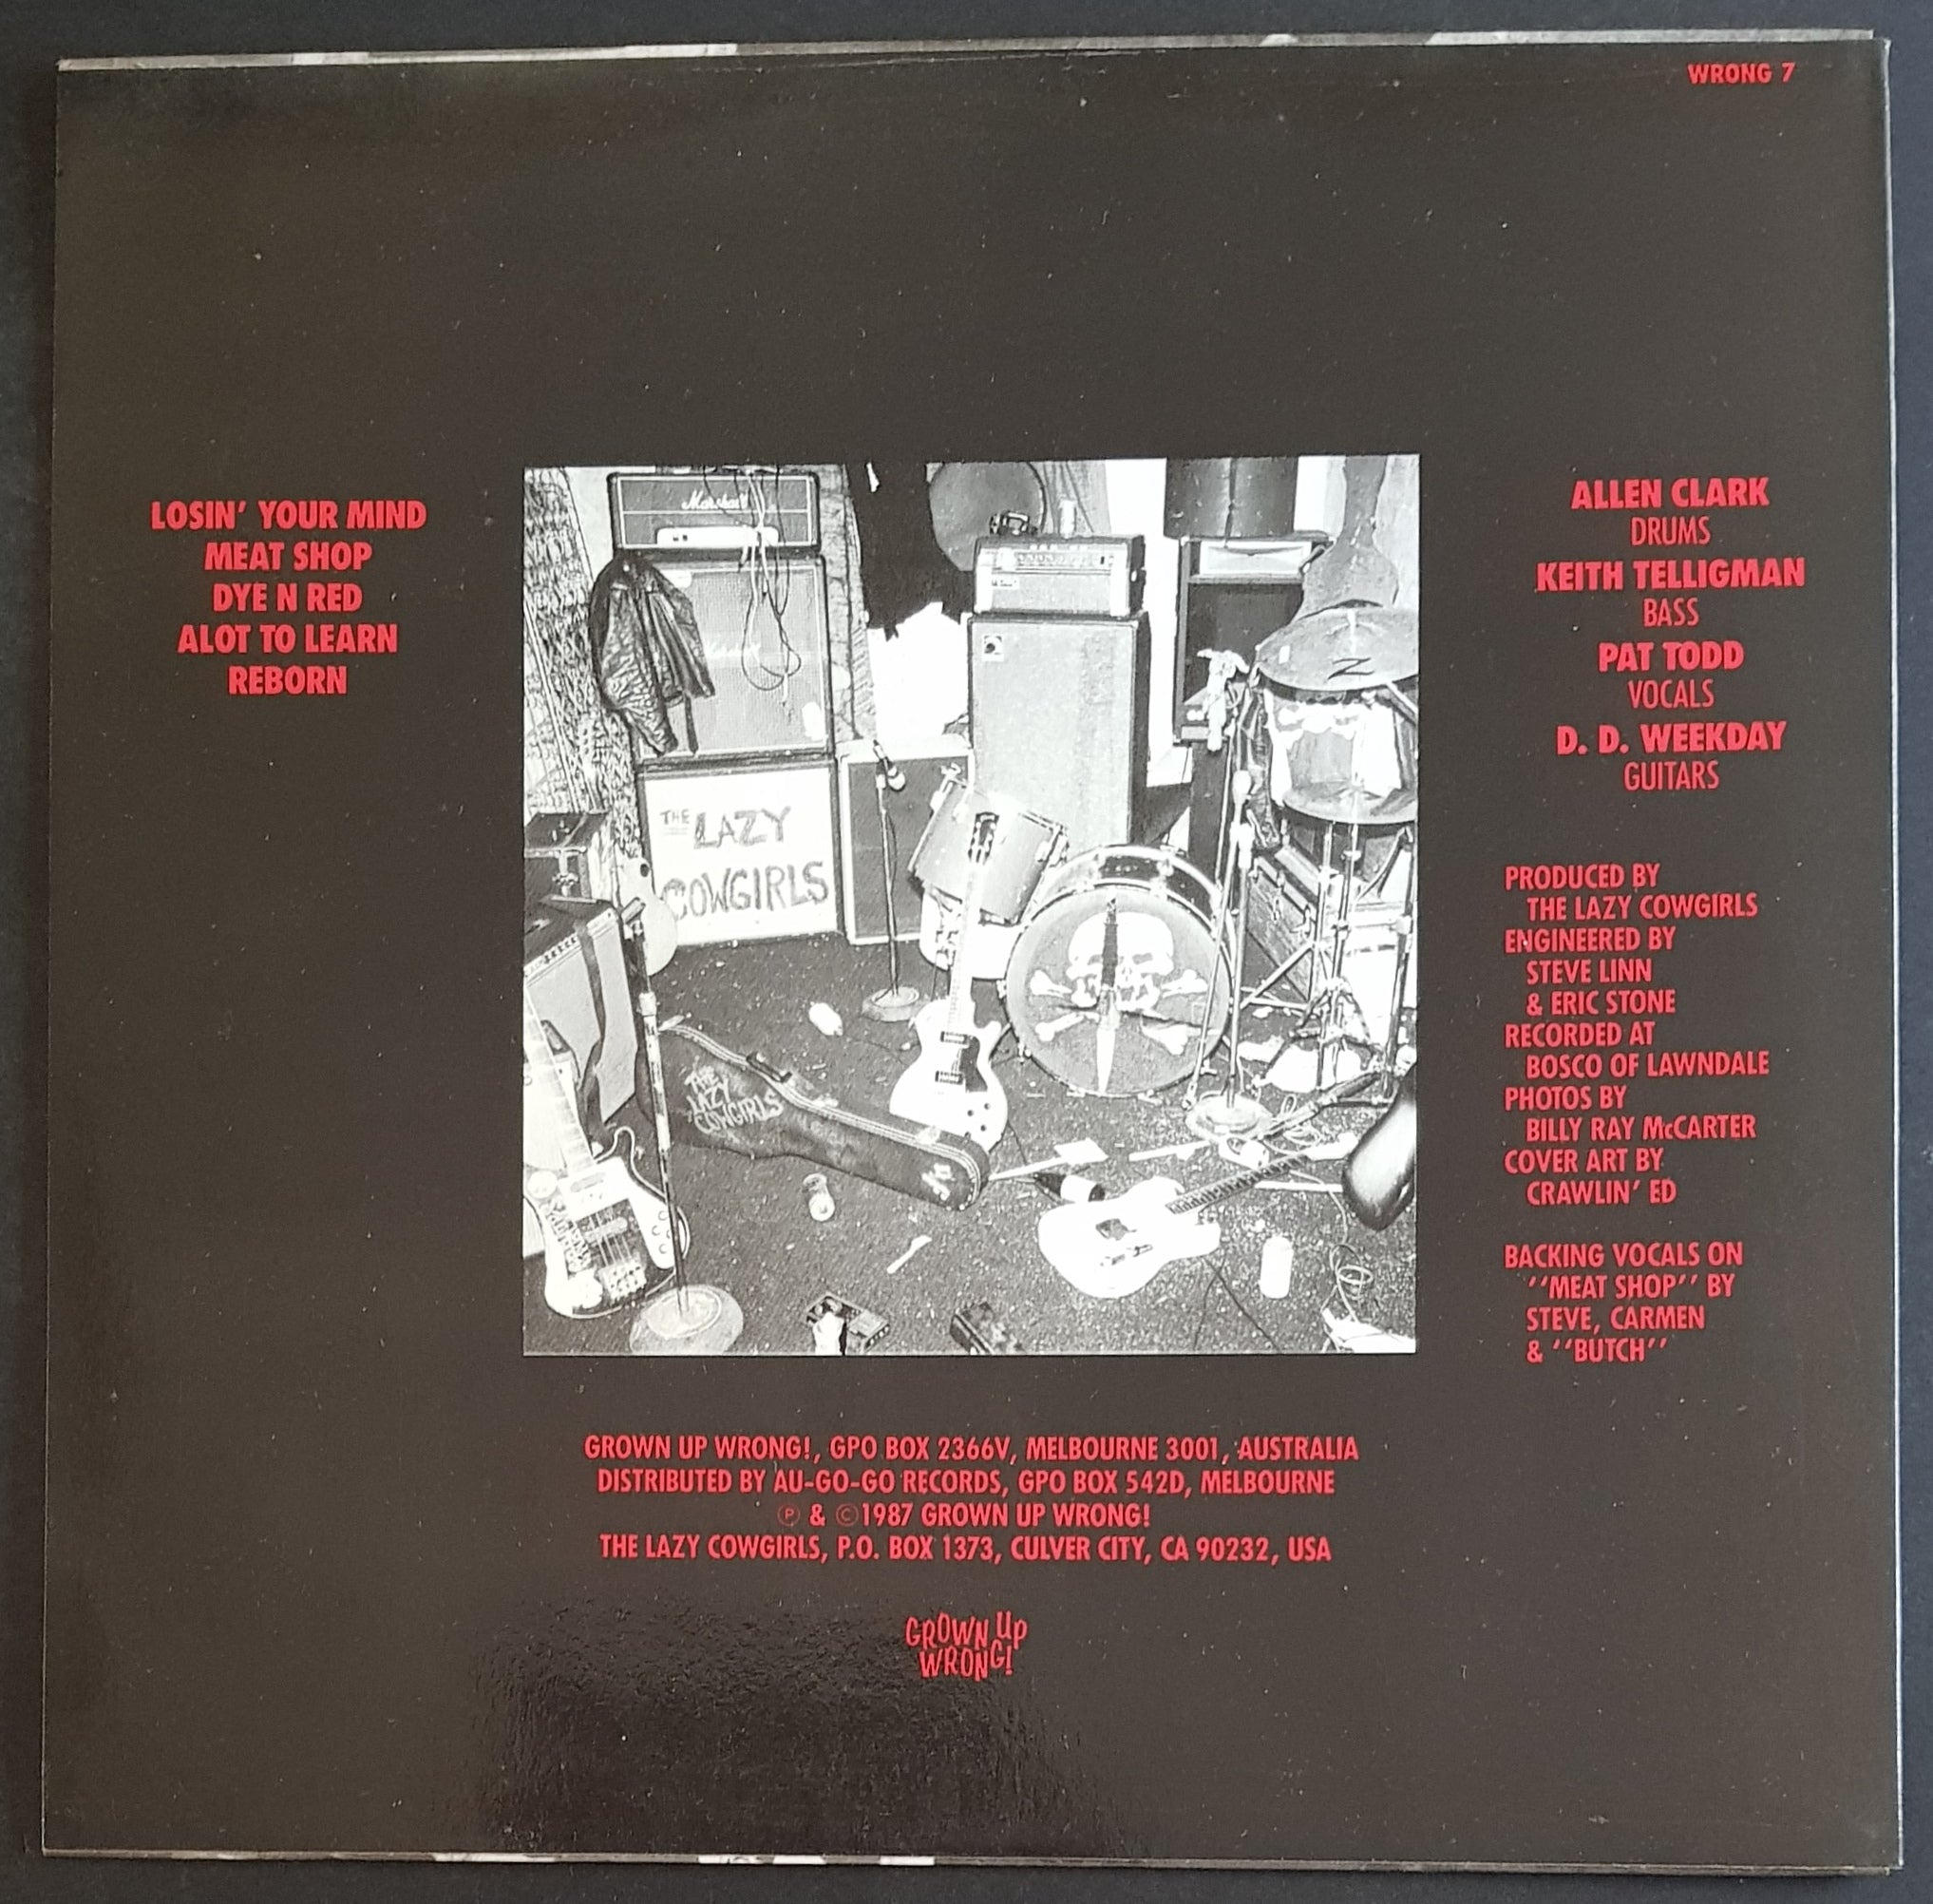 WRONG 7
LOSIN' YOUR MIND
MEAT SHOP
DYE N RED
ALOT TO LEARN
REBORN
Marshall
THE LAZY
COWGIRLS
THE
LAZY
COWGIRLS
Z
ALLEN CLARK
DRUMS
KEITH TELLIGMAN
BASS
PAT TODD
VOCALS
D. D. WEEKDAY
GUITARS
PRODUCED BY
THE LAZY COWGIRLS
ENGINEERED BY
STEVE LINN
& ERIC STONE
RECORDED AT
BOSCO OF LAWNDALE
PHOTOS BY
BILLY RAY McCARTER
COVER ART BY
CRAWLIN' ED
BACKING VOCALS ON
''MEAT SHOP'' BY
STEVE, CARMEN
& ''BUTCH''
GROWN UP WRONG!, GPO BOX 2366V, MELBOURNE 3001, AUSTRALIA
DISTRIBUTED BY AU-GO-GO RECORDS, GPO BOX 542D, MELBOURNE
℗ & ©1987 GROWN UP WRONG!
THE LAZY COWGIRLS, P.O. BOX 1373, CULVER CITY, CA 90232, USA
GROWN UP
WRONG!